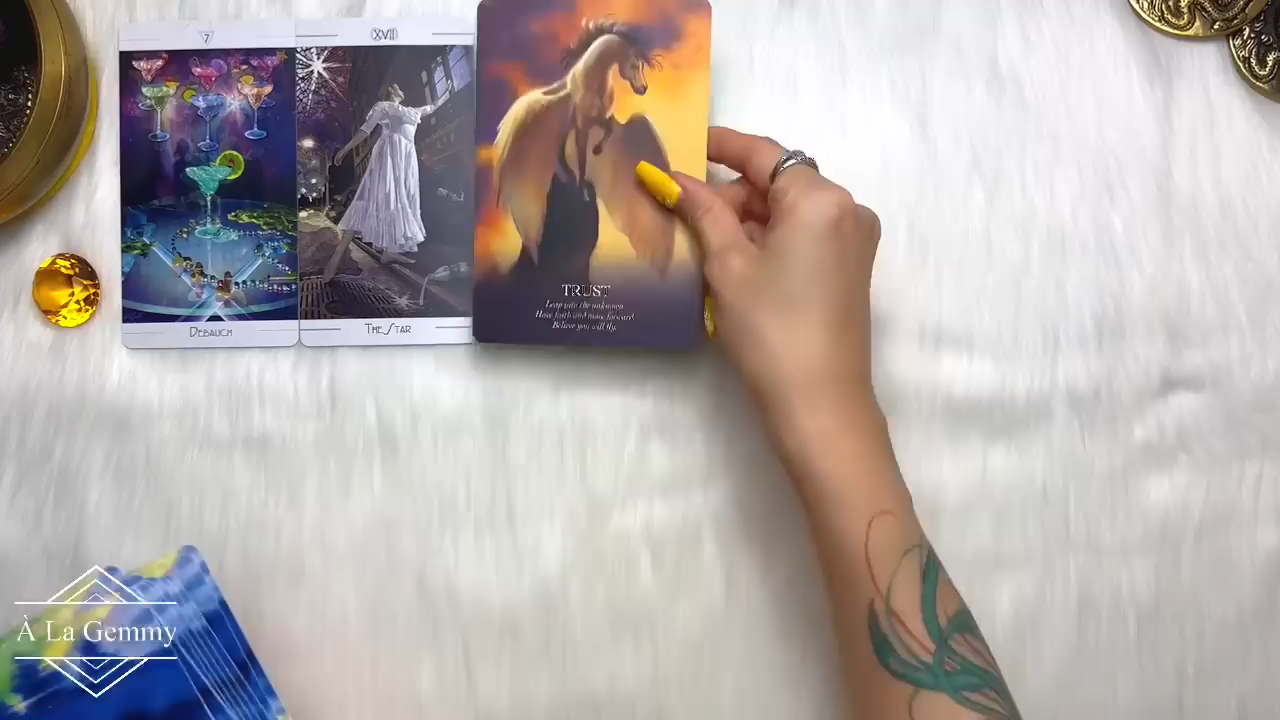 7
XVII
DEBAUCH
THE STAR
TRUST
Leap into the unknown.
Have faith and move forward.
Believe you will fly.
À La Gemmy